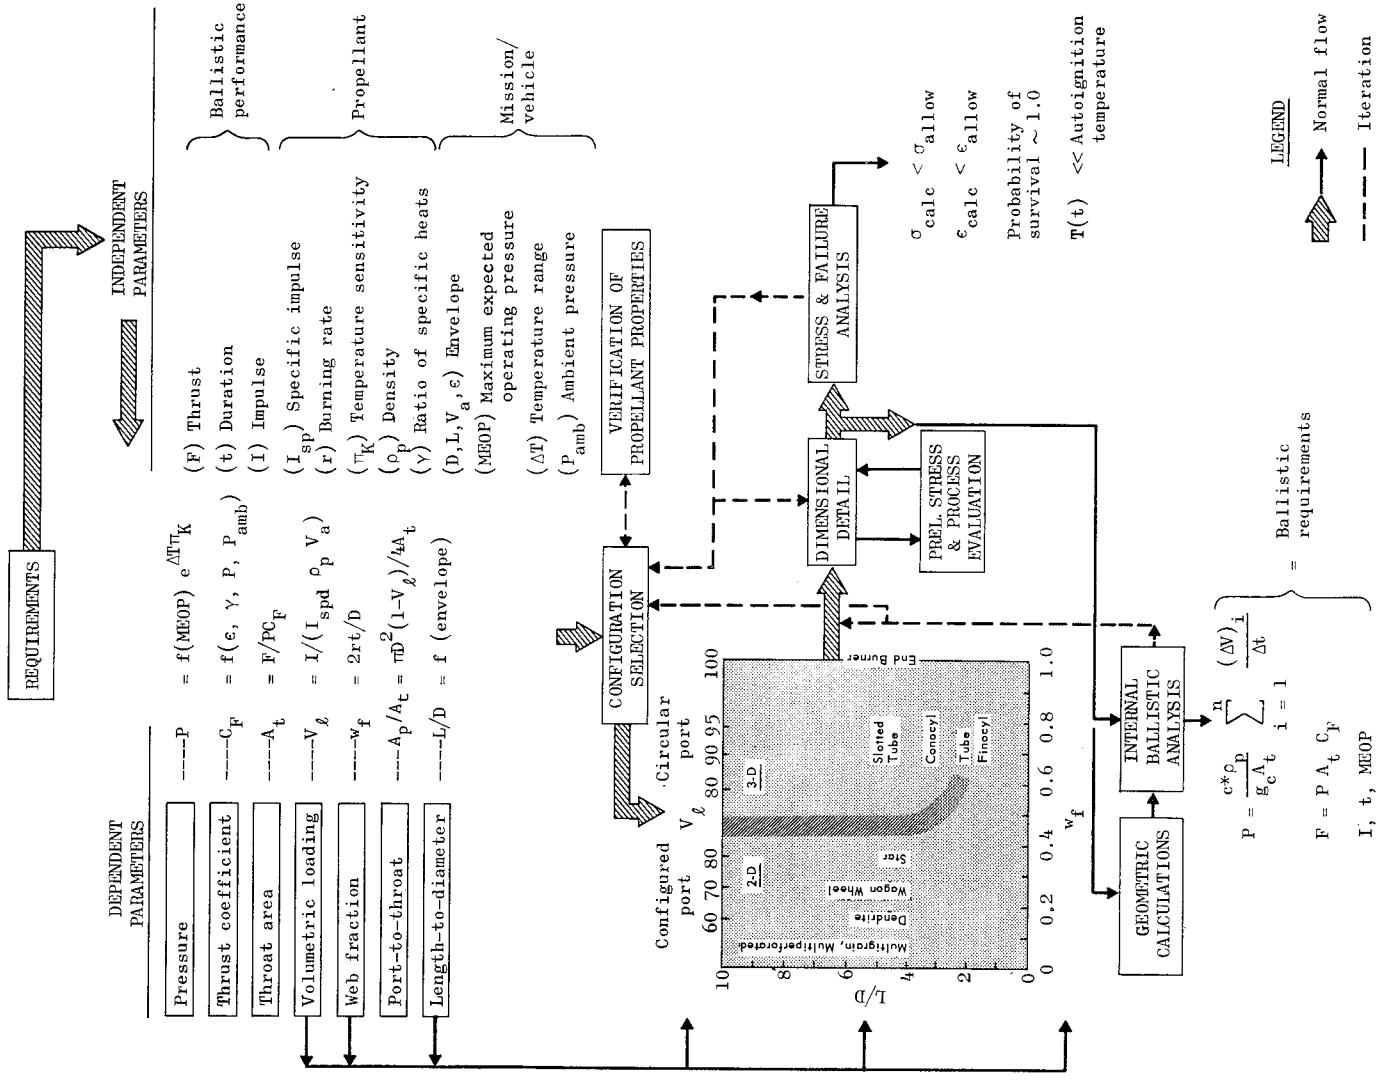 REQUIREMENTS
INDEPENDENT
PARAMETERS
DEPENDENT
PARAMETERS
Pressure ----P = f(MEOP) e^{ΔTπ_K}
Thrust coefficient ----C_F = f(ϵ, γ, P, P_amb)
Throat area ----A_t = F/PC_F
Volumetric loading ----V_ℓ = I/(I_spd ρ_p V_a)
Web fraction ----w_f = 2rt/D
Port-to-throat ----A_p/A_t = πD^2(1-V_ℓ)/4A_t
Length-to-diameter ----L/D = f (envelope)
(F) Thrust
(t) Duration
(I) Impulse
Ballistic
performance
(I_sp) Specific impulse
(r) Burning rate
(π_K) Temperature sensitivity
(ρ_p) Density
(γ) Ratio of specific heats
Propellant
(D,L,V_a,ϵ) Envelope
(MEOP) Maximum expected
operating pressure
(ΔT) Temperature range
(P_amb) Ambient pressure
Mission/
vehicle
CONFIGURATION
SELECTION
VERIFICATION OF
PROPELLANT PROPERTIES
Configured
port
V_ℓ
Circular
port
60 70 80 80 90 95 100
2-D
3-D
Multigrain, Multiperforated
Dendrite
Wagon Wheel
Star
Slotted
Tube
Conocyl
Tube
Finocyl
End Burner
L/D
10
8
6
4
2
0
0 0.2 0.4 0.6 0.8 1.0
w_f
DIMENSIONAL
DETAIL
PREL. STRESS
& PROCESS
EVALUATION
STRESS & FAILURE
ANALYSIS
σ_calc < σ_allow
ϵ_calc < ϵ_allow
Probability of
survival ~ 1.0
T(t) << Autoignition
temperature
GEOMETRIC
CALCULATIONS
INTERNAL
BALLISTIC
ANALYSIS
P = c*ρ_p / g_c A_t Σ_{i = 1}^{n} (ΔV)_i / Δt
F = P A_t C_F
I, t, MEOP
= Ballistic
requirements
LEGEND
Normal flow
Iteration